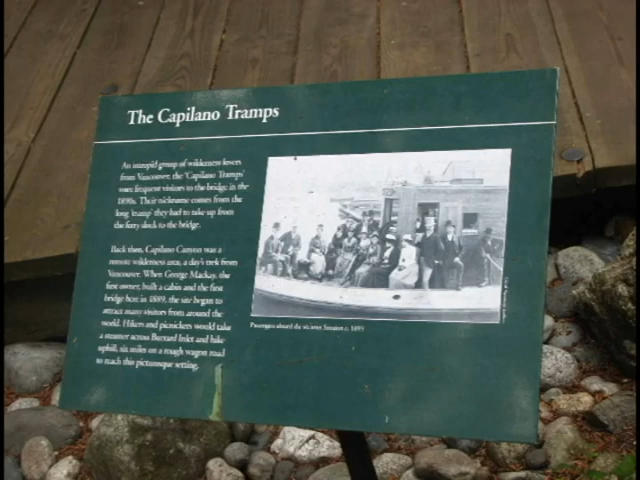 The Capilano Tramps
An intrepid group of wilderness lovers
from Vancouver, the 'Capilano Tramps'
were frequent visitors to the bridge in the
1890s. Their nickname comes from the
long 'tramp' they had to take up from
the ferry dock to the bridge.
Back then, Capilano Canyon was a
remote wilderness area, a day's trek from
Vancouver. When George Mackay, the
first owner, built a cabin and the first
bridge here in 1889, the site began to
attract many visitors from around the
world. Hikers and picnickers would take
a steamer across Burrard Inlet and hike
uphill, six miles on a rough wagon road
to reach this picturesque setting.
Passengers aboard the steamer Senator c. 1895